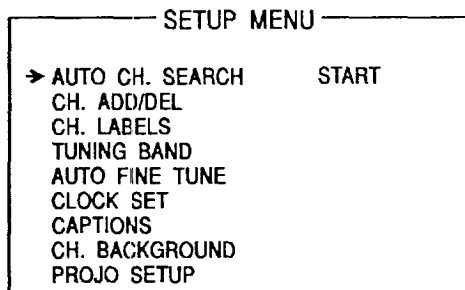 SETUP MENU
→ AUTO CH. SEARCH START
CH. ADD/DEL
CH. LABELS
TUNING BAND
AUTO FINE TUNE
CLOCK SET
CAPTIONS
CH. BACKGROUND
PROJO SETUP